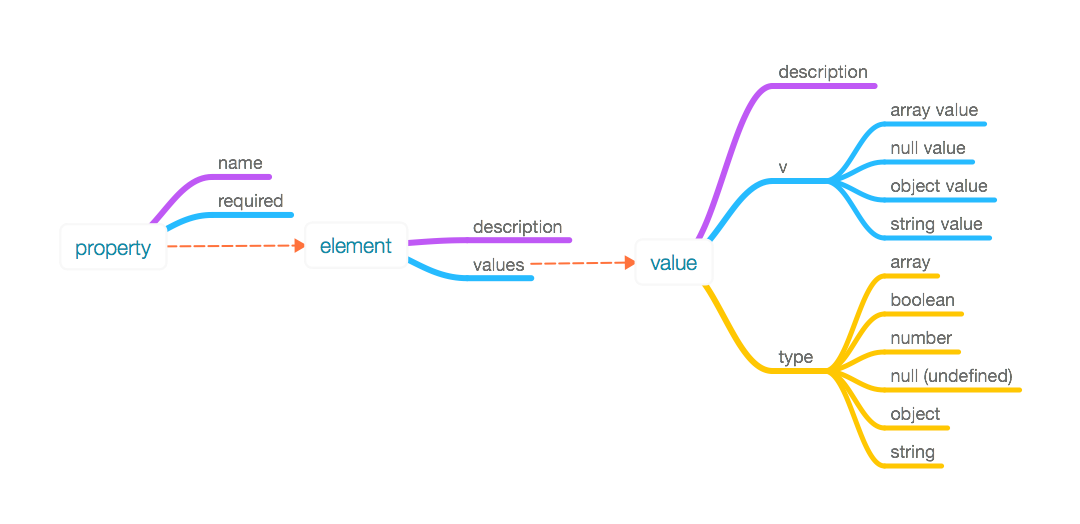 property
name
required
element
description
values
value
description
v
array value
null value
object value
string value
type
array
boolean
number
null (undefined)
object
string